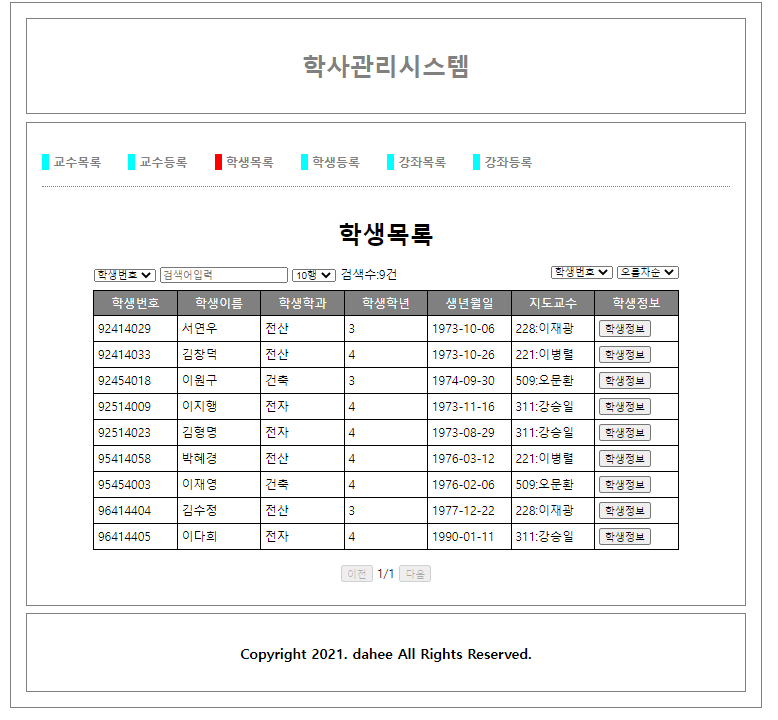 학사관리시스템
교수목록 교수등록 학생목록 학생등록 강좌목록 강좌등록
학생목록
학생번호 검색어입력 10행 검색수:9건 학생번호 오름차순
학생번호 학생이름 학생학과 학생학년 생년월일 지도교수 학생정보
92414029 서연우 전산 3 1973-10-06 228:이재광 학생정보
92414033 김창덕 전산 4 1973-10-26 221:이병렬 학생정보
92454018 이원구 건축 3 1974-09-30 509:오문환 학생정보
92514009 이지행 전자 4 1973-11-16 311:강승일 학생정보
92514023 김형명 전자 4 1973-08-29 311:강승일 학생정보
95414058 박혜경 전산 4 1976-03-12 221:이병렬 학생정보
95454003 이재영 건축 4 1976-02-06 509:오문환 학생정보
96414404 김수정 전산 3 1977-12-22 228:이재광 학생정보
96414405 이다희 전자 4 1990-01-11 311:강승일 학생정보
이전 1/1 다음
Copyright 2021. dahee All Rights Reserved.